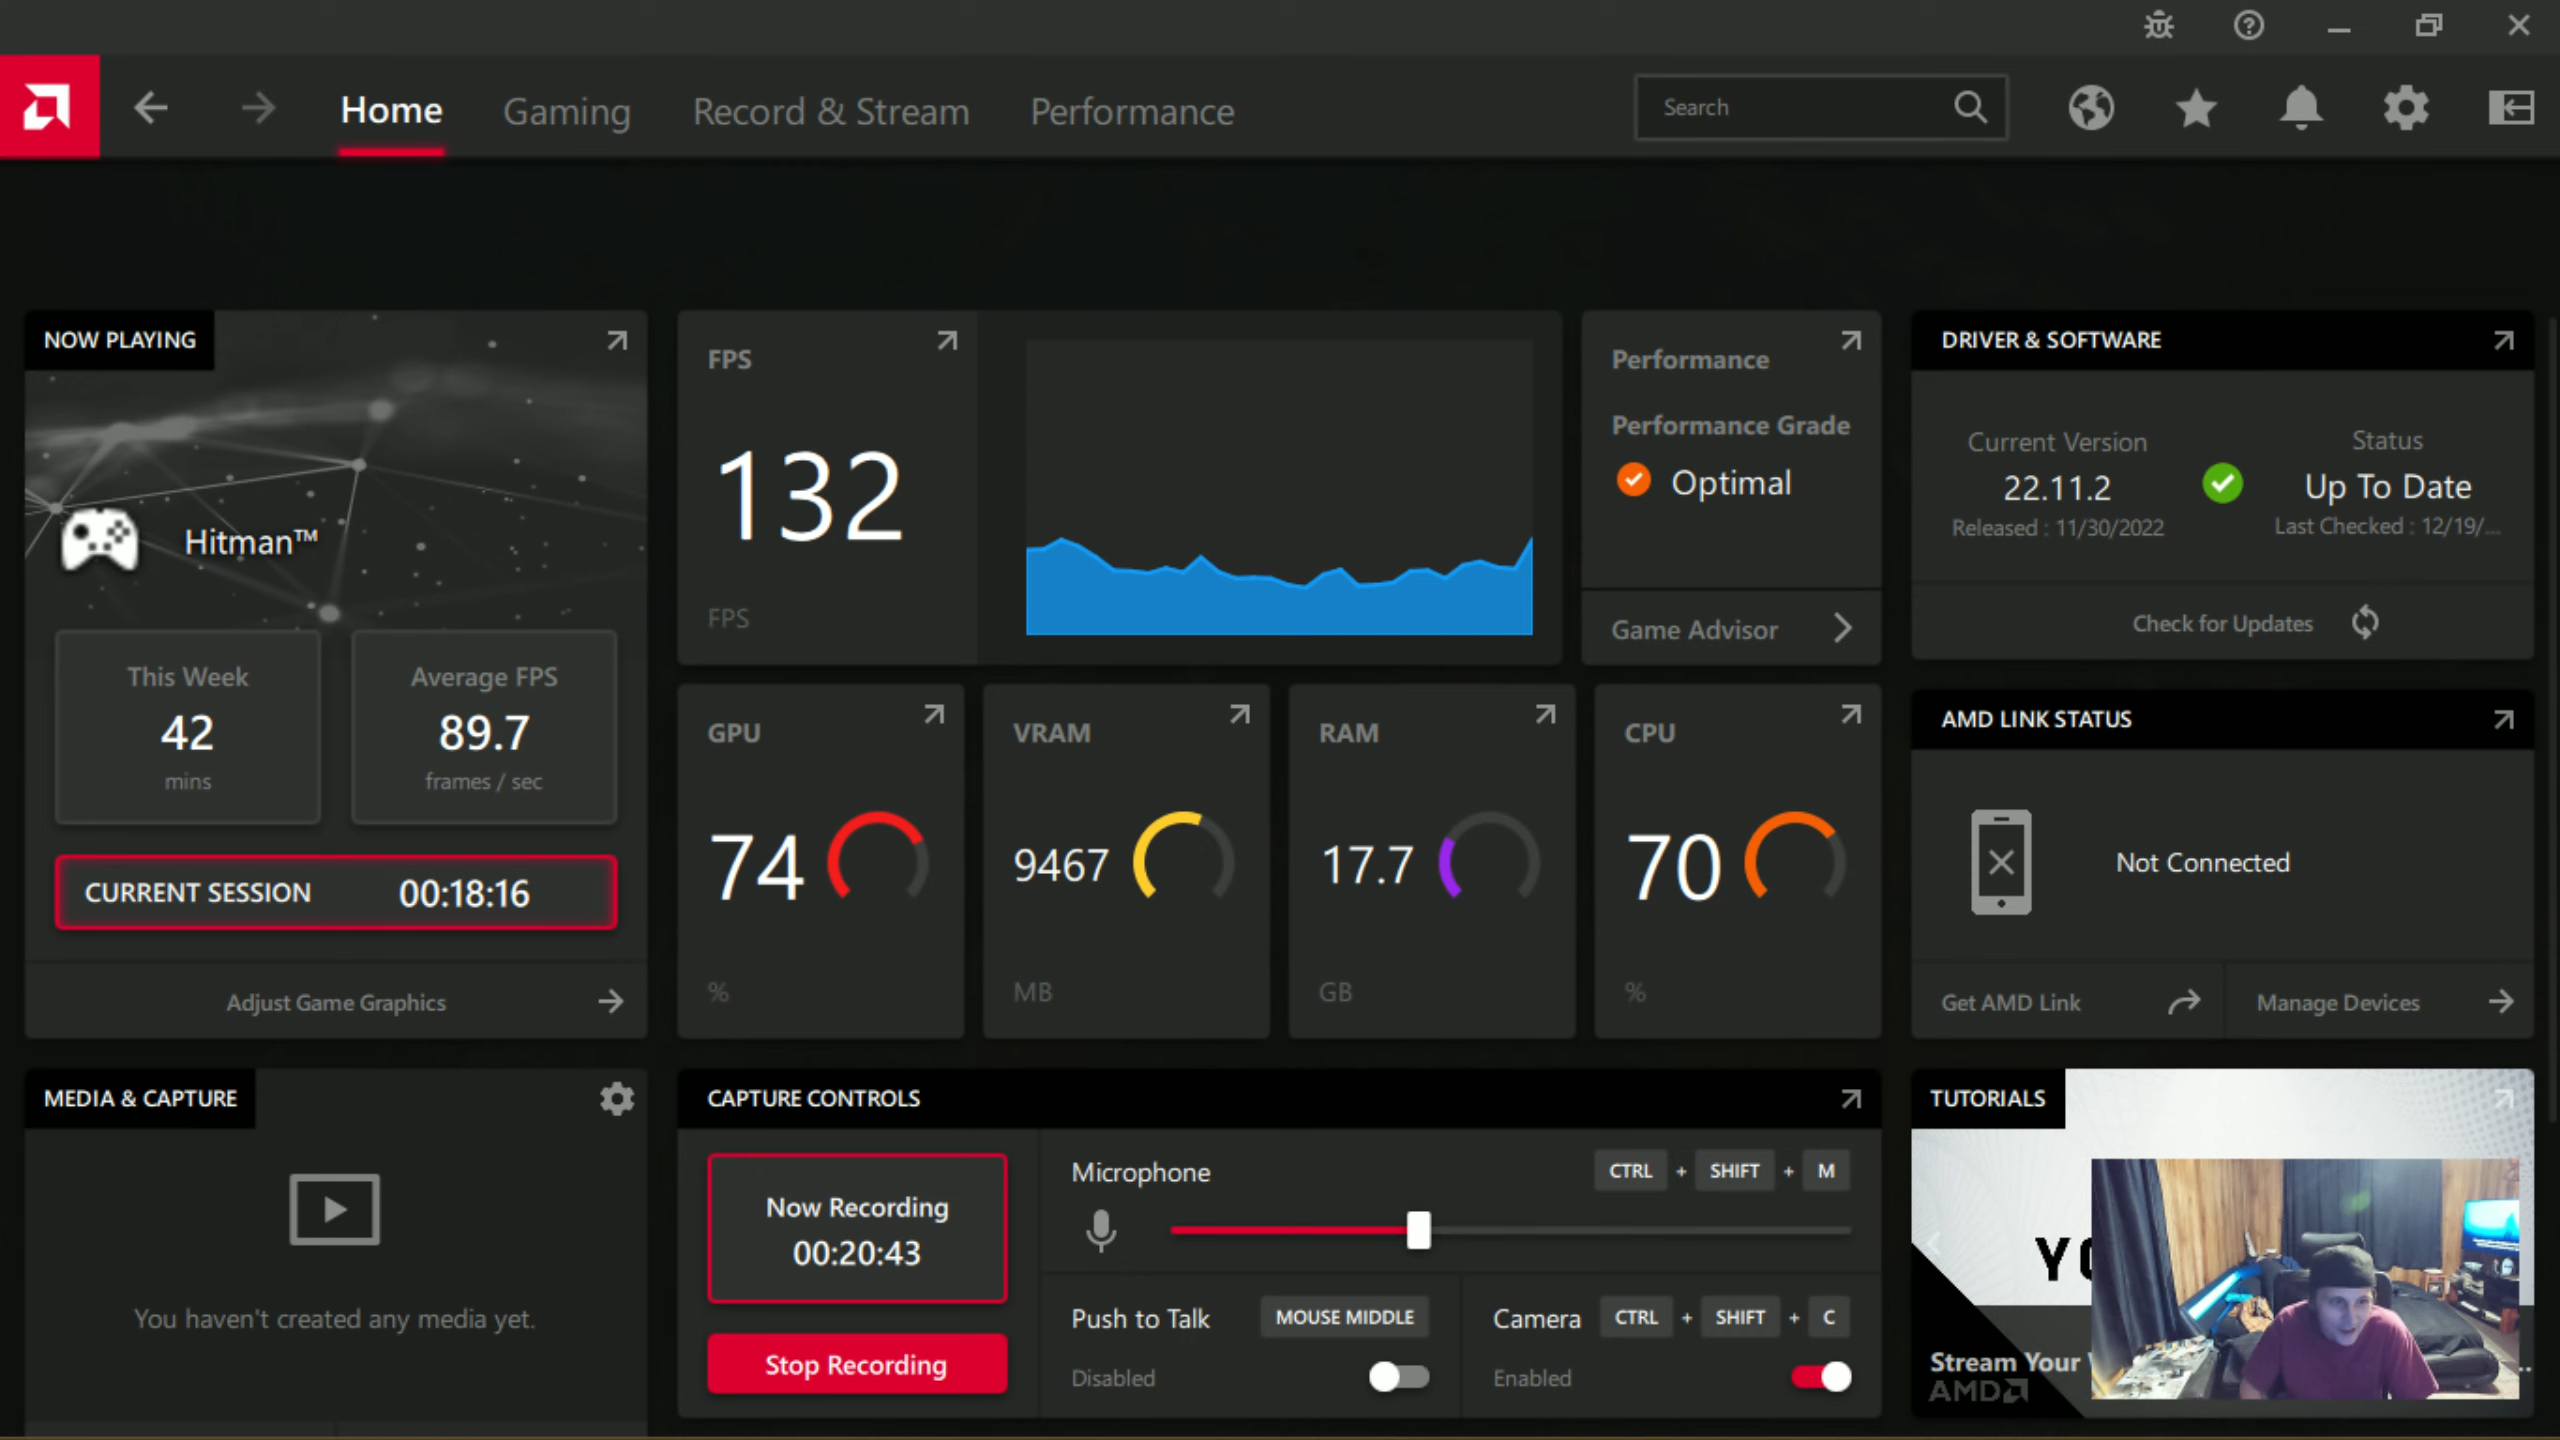 Home
Gaming
Record & Stream
Performance
Search
NOW PLAYING
Hitman™
This Week
42
mins
Average FPS
89.7
frames / sec
CURRENT SESSION 00:18:16
Adjust Game Graphics
FPS
132
FPS
Performance
Performance Grade
Optimal
Game Advisor
DRIVER & SOFTWARE
Current Version
22.11.2
Released : 11/30/2022
Status
Up To Date
Last Checked : 12/19/...
Check for Updates
GPU
74
%
VRAM
9467
MB
RAM
17.7
GB
CPU
70
%
AMD LINK STATUS
Not Connected
Get AMD Link
Manage Devices
MEDIA & CAPTURE
You haven't created any media yet.
CAPTURE CONTROLS
Now Recording
00:20:43
Stop Recording
Microphone
CTRL + SHIFT + M
Push to Talk
MOUSE MIDDLE
Disabled
Camera
CTRL + SHIFT + C
Enabled
TUTORIALS
Stream Your
AMD